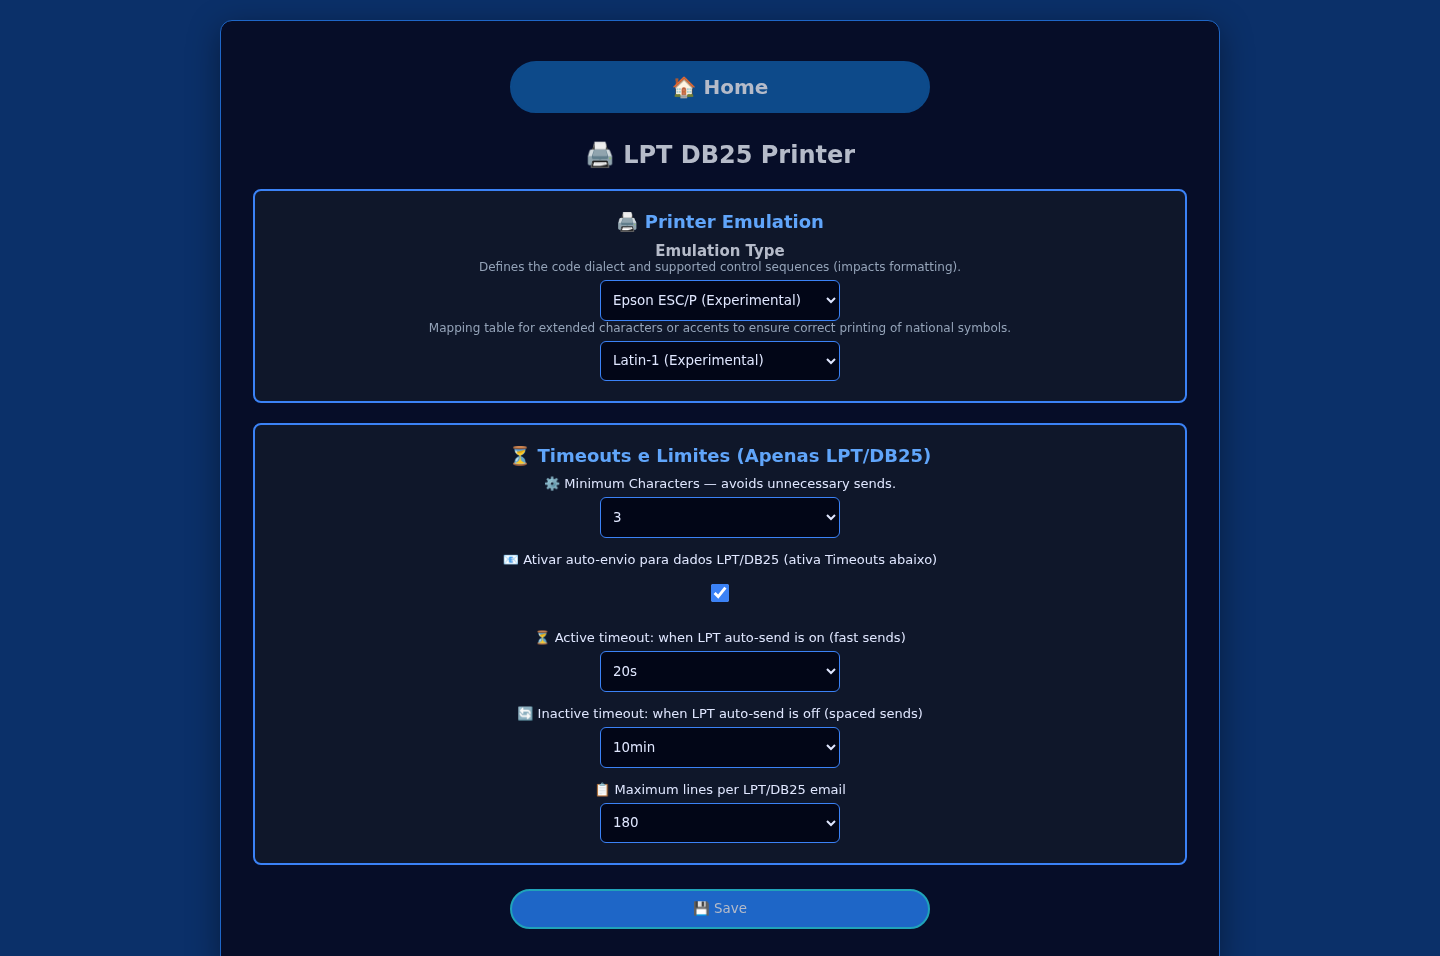 🏠 Home
🖨️ LPT DB25 Printer
🖨️ Printer Emulation
Emulation Type
Defines the code dialect and supported control sequences (impacts formatting).
Epson ESC/P (Experimental)
Mapping table for extended characters or accents to ensure correct printing of national symbols.
Latin-1 (Experimental)
⏳ Timeouts e Limites (Apenas LPT/DB25)
⚙️ Minimum Characters — avoids unnecessary sends.
3
📧 Ativar auto-envio para dados LPT/DB25 (ativa Timeouts abaixo)
⏳ Active timeout: when LPT auto-send is on (fast sends)
20s
🔄 Inactive timeout: when LPT auto-send is off (spaced sends)
10min
📋 Maximum lines per LPT/DB25 email
180
💾 Save